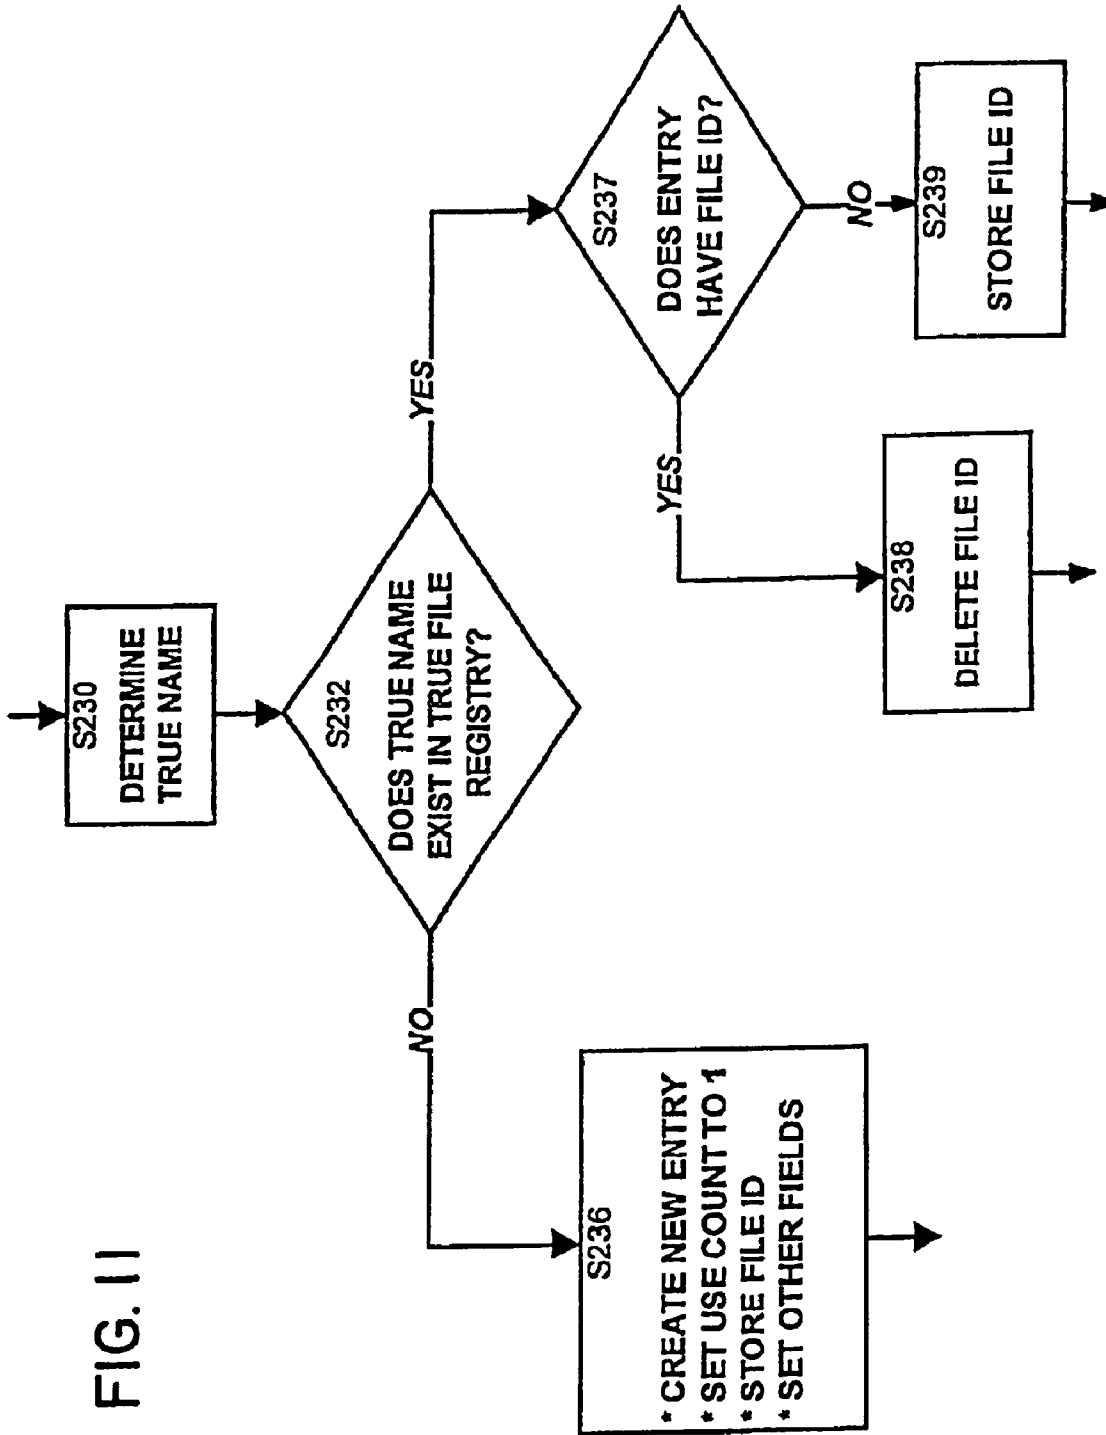 FIG. 11
S230
DETERMINE
TRUE NAME
S232
DOES TRUE NAME
EXIST IN TRUE FILE
REGISTRY?
NO
YES
S236
* CREATE NEW ENTRY
* SET USE COUNT TO 1
* STORE FILE ID
* SET OTHER FIELDS
S237
DOES ENTRY
HAVE FILE ID?
YES
NO
S238
DELETE FILE ID
S239
STORE FILE ID